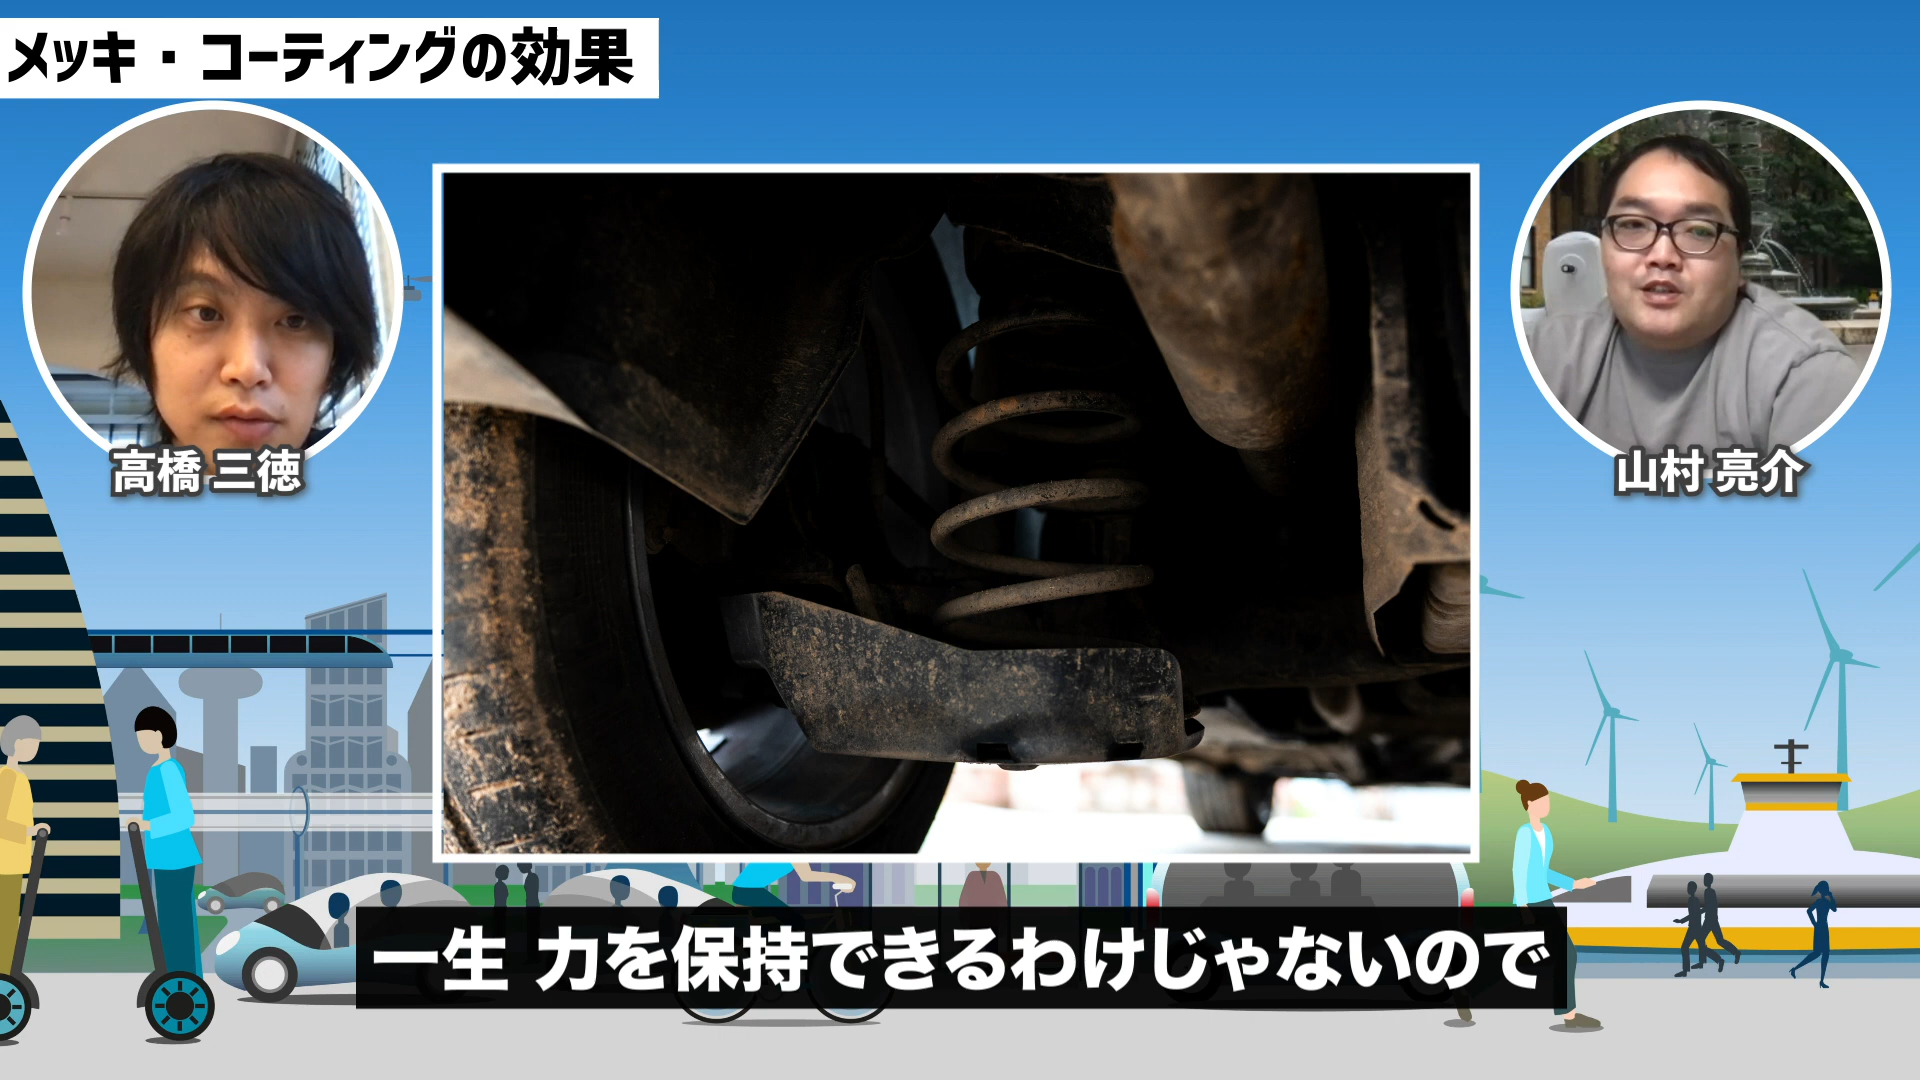 メッキ・コーティングの効果
高橋 三徳
山村 亮介
一生 力を保持できるわけじゃないので